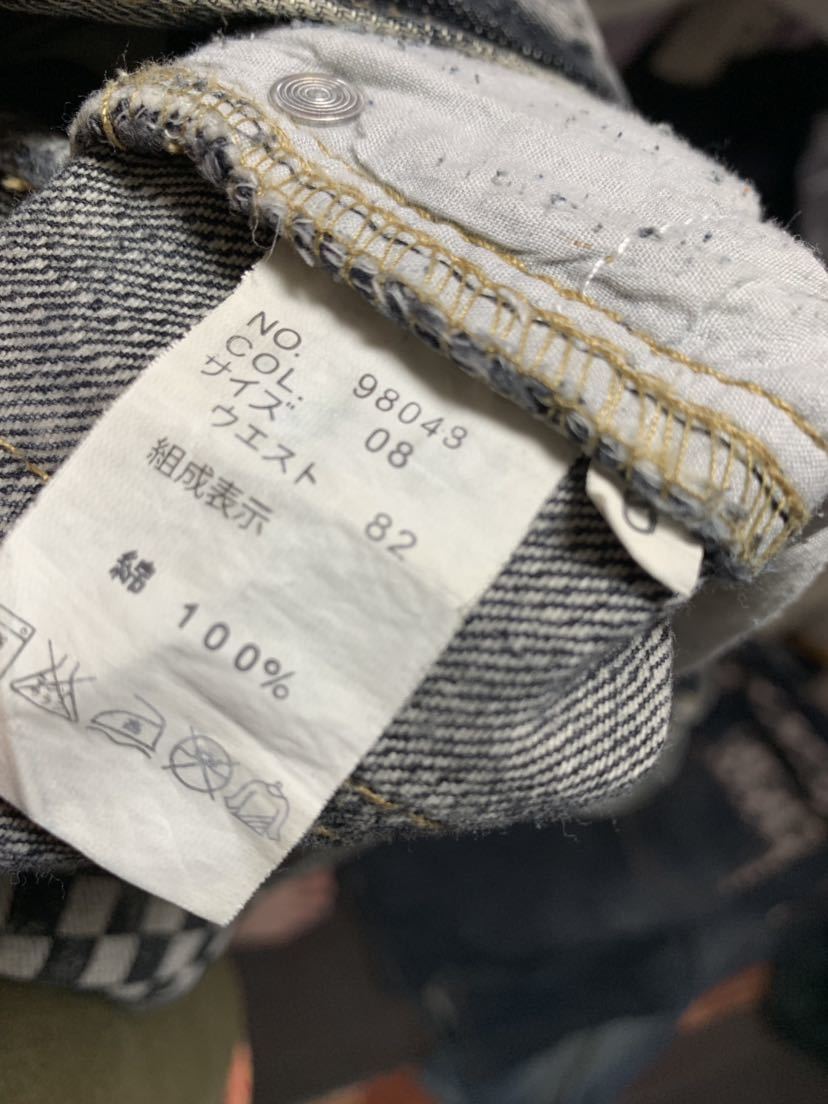 NO. 98043
COL. 08
サイズ
ウエスト 82
組成表示
綿 100%